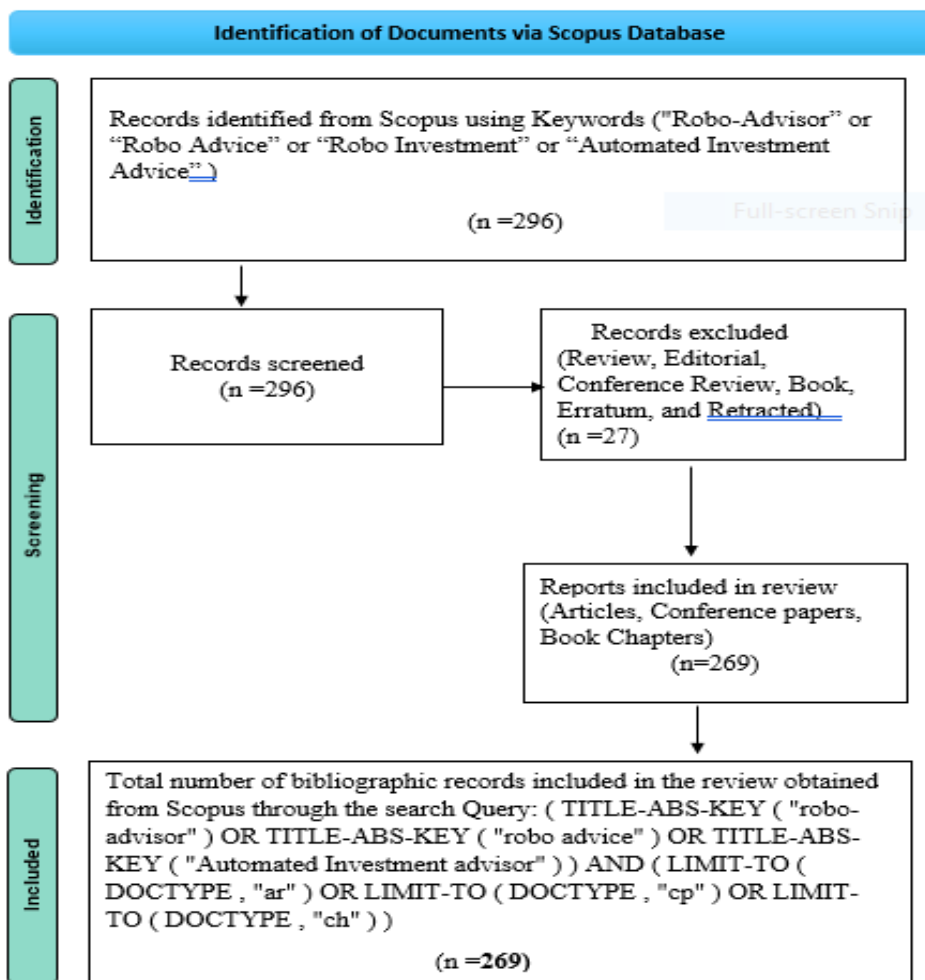 Identification of Documents via Scopus Database
Identification
Records identified from Scopus using Keywords ("Robo-Advisor” or
“Robo Advice” or “Robo Investment” or “Automated Investment
Advice” )
Full-screen Snip
(n =296)
Screening
Records screened
(n =296)
Records excluded
(Review, Editorial,
Conference Review, Book,
Erratum, and Retracted)
(n =27)
Reports included in review
(Articles, Conference papers,
Book Chapters)
(n=269)
Included
Total number of bibliographic records included in the review obtained
from Scopus through the search Query: ( TITLE-ABS-KEY ( "robo-
advisor" ) OR TITLE-ABS-KEY ( "robo advice" ) OR TITLE-ABS-
KEY ( "Automated Investment advisor" ) ) AND ( LIMIT-TO (
DOCTYPE , "ar" ) OR LIMIT-TO ( DOCTYPE , "cp" ) OR LIMIT-
TO ( DOCTYPE , "ch" ) )
(n =269)